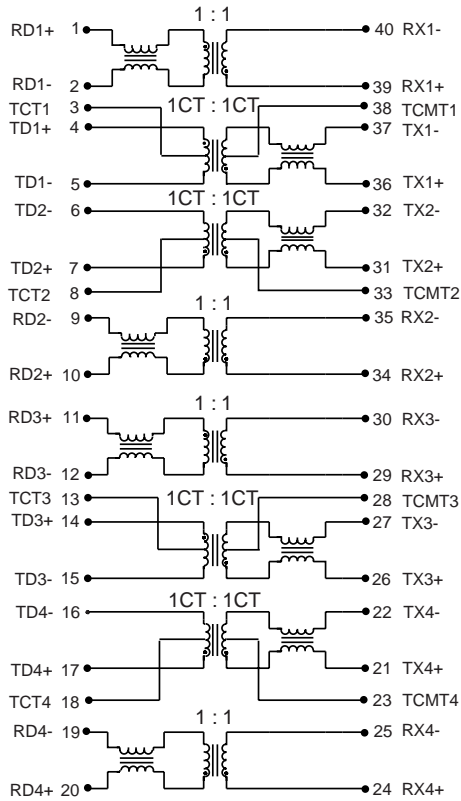 1 : 1
RD1+ 1 40 RX1-
RD1- 2 39 RX1+
TCT1 3 1CT : 1CT 38 TCMT1
TD1+ 4 37 TX1-
TD1- 5 36 TX1+
1CT : 1CT
TD2- 6 32 TX2-
TD2+ 7 31 TX2+
TCT2 8 33 TCMT2
1 : 1
RD2- 9 35 RX2-
RD2+ 10 34 RX2+
1 : 1
RD3+ 11 30 RX3-
RD3- 12 29 RX3+
TCT3 13 1CT : 1CT 28 TCMT3
TD3+ 14 27 TX3-
TD3- 15 26 TX3+
1CT : 1CT
TD4- 16 22 TX4-
TD4+ 17 21 TX4+
TCT4 18 23 TCMT4
1 : 1
RD4- 19 25 RX4-
RD4+ 20 24 RX4+